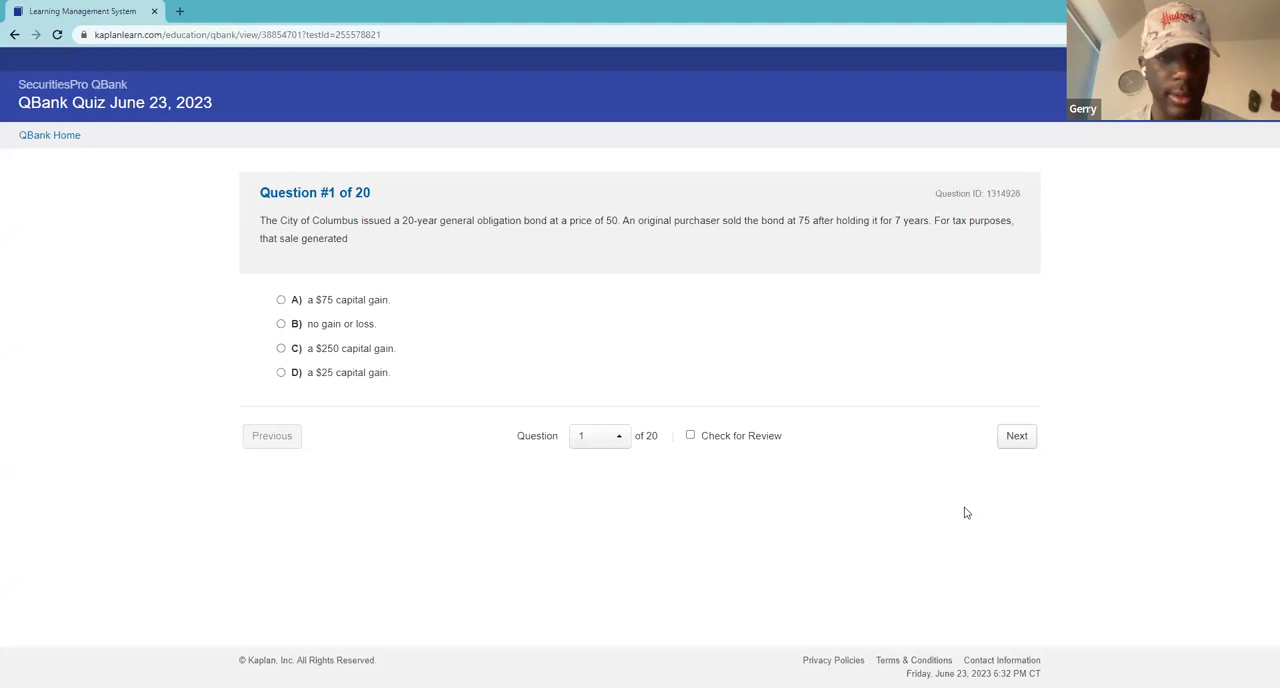 Learning Management System
kaplanlearn.com/education/qbank/view/38854701?testId=255578821
SecuritiesPro QBank
QBank Quiz June 23, 2023
Huskers
Gerry
QBank Home
Question #1 of 20
Question ID: 1314928
The City of Columbus issued a 20-year general obligation bond at a price of 50. An original purchaser sold the bond at 75 after holding it for 7 years. For tax purposes,
that sale generated
A) a $75 capital gain.
B) no gain or loss.
C) a $250 capital gain.
D) a $25 capital gain.
Previous
Question 1 of 20 | Check for Review
Next
© Kaplan, Inc. All Rights Reserved.
Privacy Policies Terms & Conditions Contact Information
Friday. June 23, 2023 6:32 PM CT